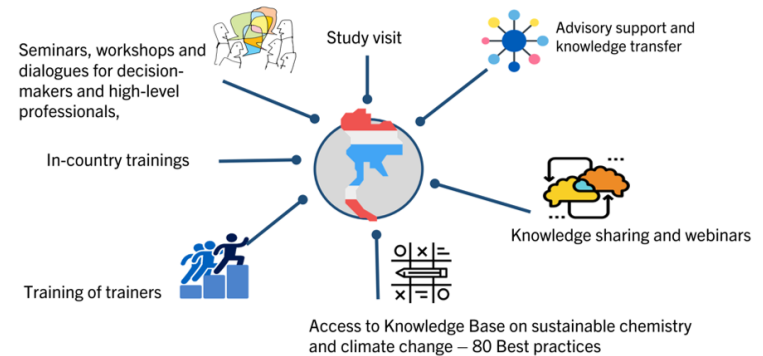 Seminars, workshops and
dialogues for decision-
makers and high-level
professionals,
Study visit
Advisory support and
knowledge transfer
In-country trainings
Knowledge sharing and webinars
Training of trainers
Access to Knowledge Base on sustainable chemistry
and climate change – 80 Best practices